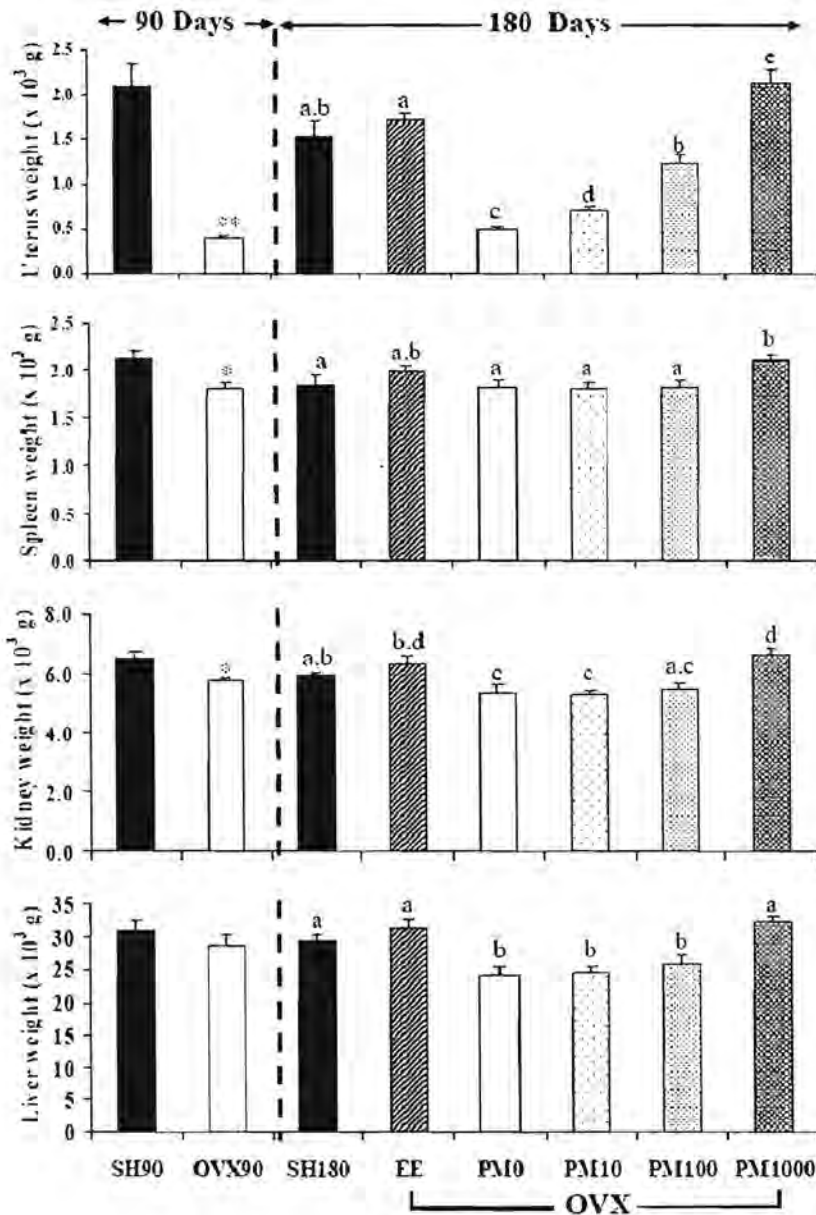 90 Days 180 Days
Uterus weight (x 10³ g)
2.5
2.0
1.5
1.0
0.5
0.0
** a.b a c d b e
Spleen weight (x 10³ g)
2.5
2.0
1.5
1.0
0.5
0.0
* a a.b a a a b
Kidney weight (x 10³ g)
8.0
6.0
4.0
2.0
0.0
* a.b b.d c c a.c d
Liver weight (x 10³ g)
35
30
25
20
15
10
5
0
a a b b b a
SH90 OVX90 SH180 EE PM0 PM10 PM100 PM1000
OVX